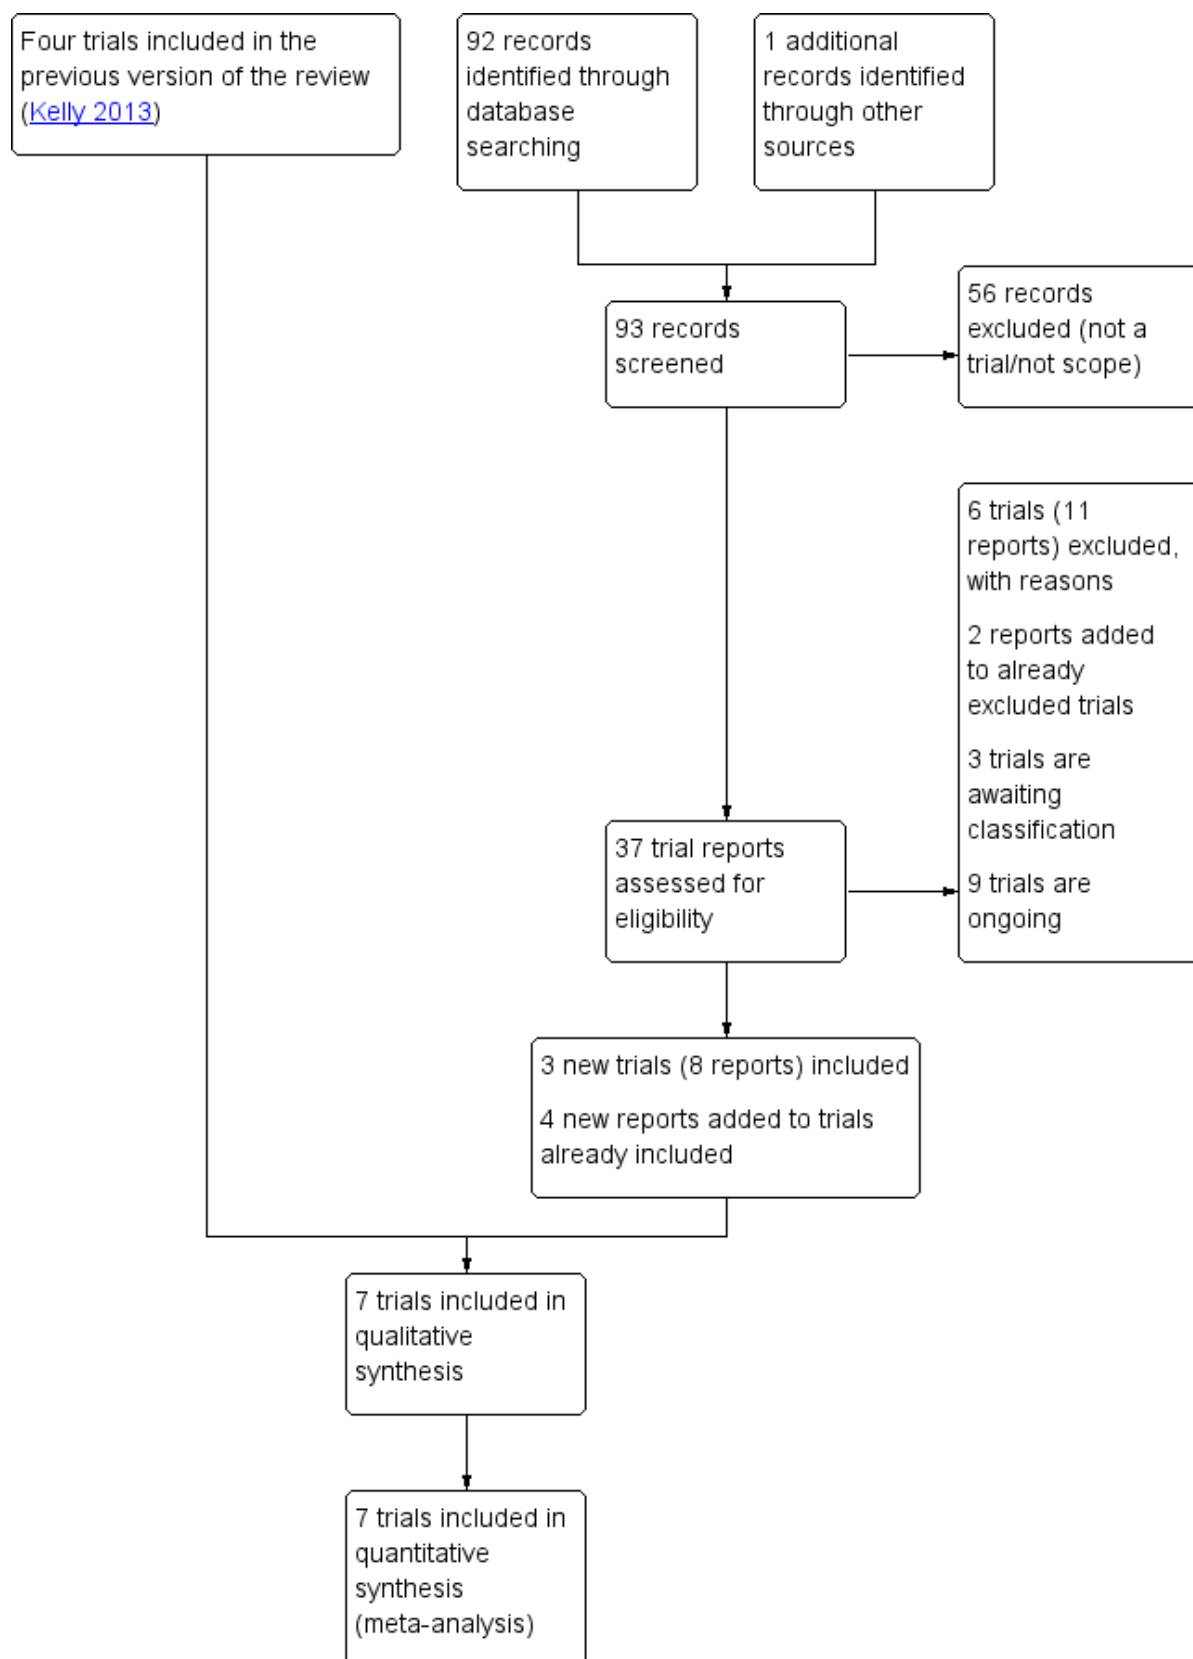 Four trials included in the
previous version of the review
(Kelly 2013)
92 records
identified through
database
searching
1 additional
records identified
through other
sources
93 records
screened
56 records
excluded (not a
trial/not scope)
37 trial reports
assessed for
eligibility
6 trials (11
reports) excluded,
with reasons
2 reports added
to already
excluded trials
3 trials are
awaiting
classification
9 trials are
ongoing
3 new trials (8 reports) included
4 new reports added to trials
already included
7 trials included in
qualitative
synthesis
7 trials included in
quantitative
synthesis
(meta-analysis)